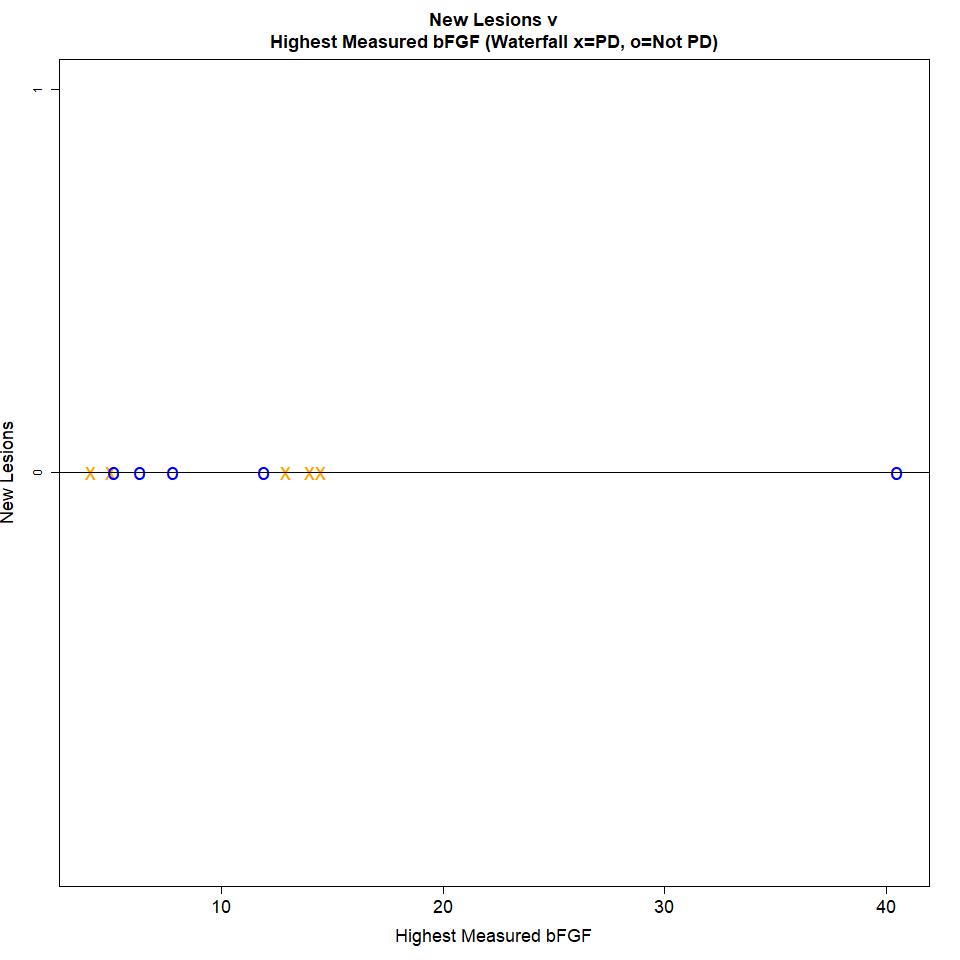 New Lesions v
Highest Measured bFGF (Waterfall x=PD, o=Not PD)
1
0
New Lesions
x x o o o o x x x o
10 20 30 40
Highest Measured bFGF